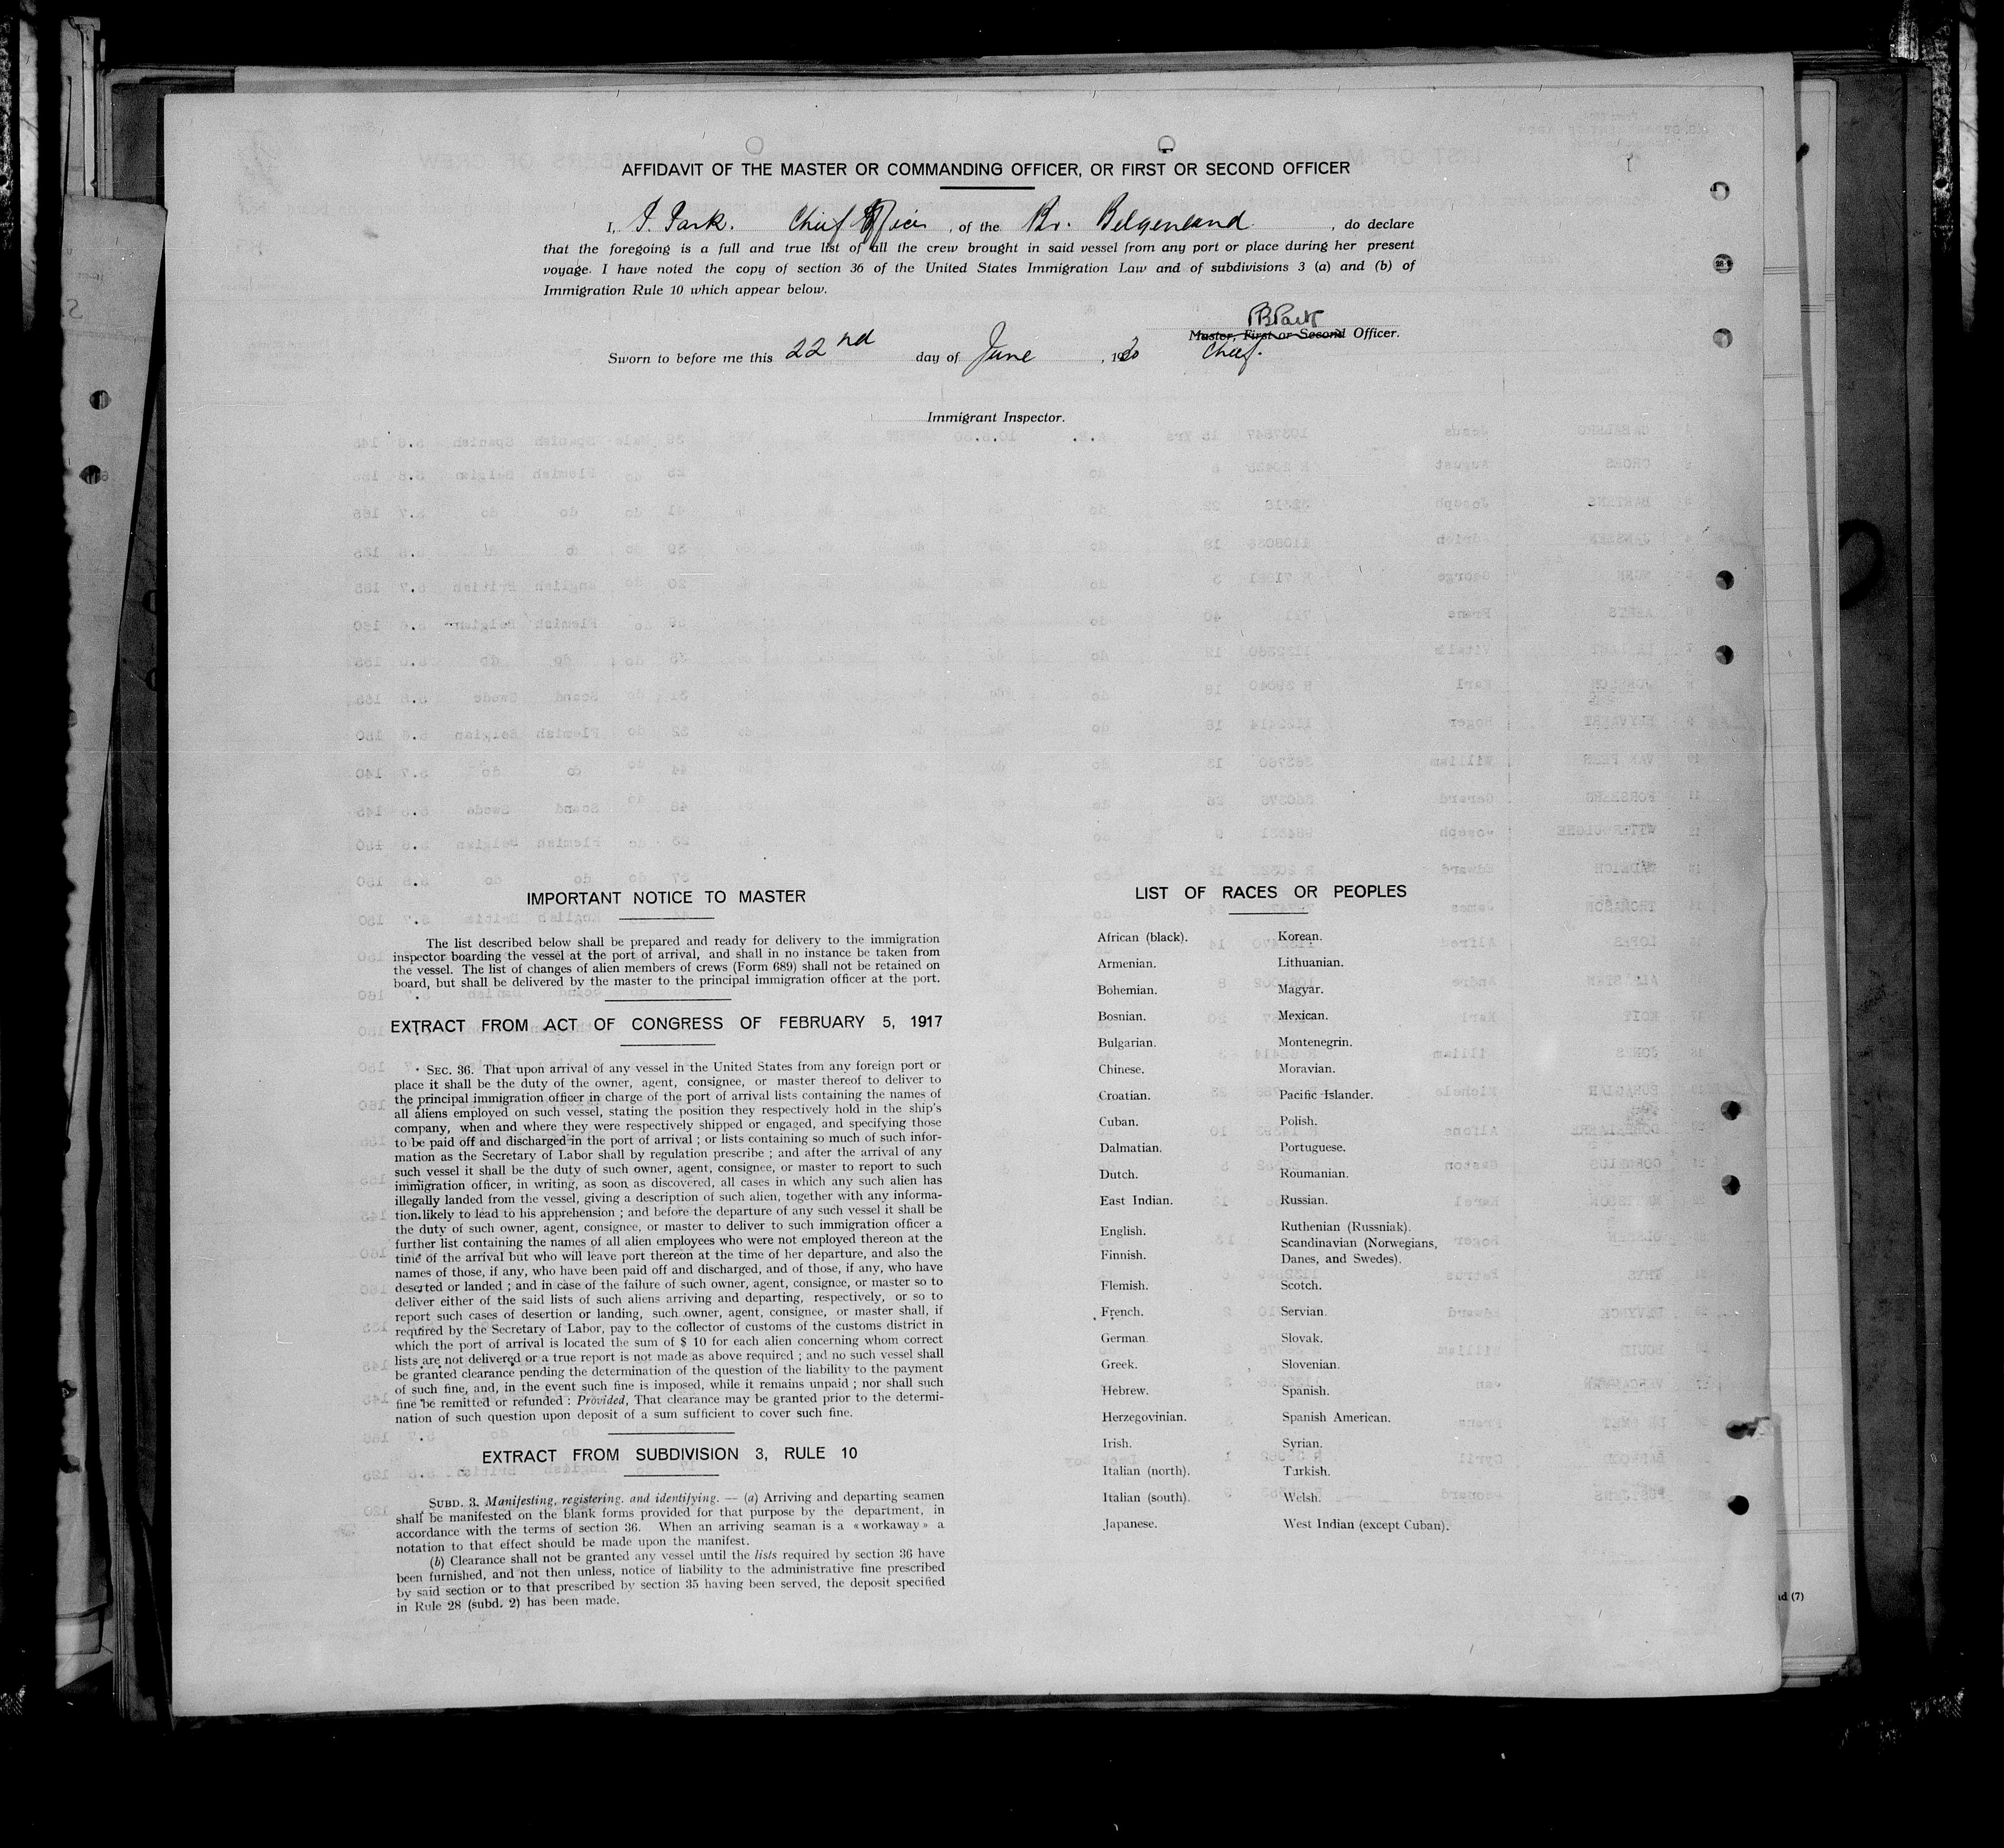 AFFIDAVIT OF THE MASTER OR COMMANDING OFFICER, OR FIRST OR SECOND OFFICER
I, Park. Chief Officer, of the Br. Belgenland, do declare
that the foregoing is a full and true list of all the crew brought in said vessel from any port or place during her present
voyage. I have noted the copy of section 36 of the United States Immigration Law and of subdivisions 3 (a) and (b) of
Immigration Rule 10 which appear below.
Park
Master, First or Second Officer.
Chief.
Sworn to before me this 22nd day of June, 19
Immigrant Inspector.
IMPORTANT NOTICE TO MASTER
The list described below shall be prepared and ready for delivery to the immigration
inspector boarding the vessel at the port of arrival, and shall in no instance be taken from
the vessel. The list of changes of alien members of crews (Form 689) shall not be retained on
board, but shall be delivered by the master to the principal immigration officer at the port.
EXTRACT FROM ACT OF CONGRESS OF FEBRUARY 5, 1917
SEC. 36. That upon arrival of any vessel in the United States from any foreign port or
place it shall be the duty of the owner, agent, consignee, or master thereof to deliver to
the principal immigration officer in charge of the port of arrival lists containing the names of
all aliens employed on such vessel, stating the position they respectively hold in the ship's
company, when and where they were respectively shipped or engaged, and specifying those
to be paid off and discharged in the port of arrival ; or lists containing so much of such infor-
mation as the Secretary of Labor shall by regulation prescribe ; and after the arrival of any
such vessel it shall be the duty of such owner, agent, consignee, or master to report to such
immigration officer, in writing, as soon as discovered, all cases in which any such alien has
illegally landed from the vessel, giving a description of such alien, together with any informa-
tion likely to lead to his apprehension ; and before the departure of any such vessel it shall be
the duty of such owner, agent, consignee, or master to deliver to such immigration officer a
further list containing the names of all alien employees who were not employed thereon at the
time of the arrival but who will leave port thereon at the time of her departure, and also the
names of those, if any, who have been paid off and discharged, and of those, if any, who have
deserted or landed ; and in case of the failure of such owner, agent, consignee, or master so to
deliver either of the said lists of such aliens arriving and departing, respectively, or so to
report such cases of desertion or landing, such owner, agent, consignee, or master shall, if
required by the Secretary of Labor, pay to the collector of customs of the customs district in
which the port of arrival is located the sum of $ 10 for each alien concerning whom correct
lists are not delivered or a true report is not made as above required ; and no such vessel shall
be granted clearance pending the determination of the question of the liability to the payment
of such fine, and, in the event such fine is imposed, while it remains unpaid ; nor shall such
fine be remitted or refunded : Provided, That clearance may be granted prior to the determi-
nation of such question upon deposit of a sum sufficient to cover such fine.
EXTRACT FROM SUBDIVISION 3, RULE 10
SUBD. 3. Manifesting, registering. and identifying. — (a) Arriving and departing seamen
shall be manifested on the blank forms provided for that purpose by the department, in
accordance with the terms of section 36. When an arriving seaman is a « workaway » a
notation to that effect should be made upon the manifest.
(b) Clearance shall not be granted any vessel until the lists required by section 36 have
been furnished, and not then unless, notice of liability to the administrative fine prescribed
by said section or to that prescribed by section 35 having been served, the deposit specified
in Rule 28 (subd. 2) has been made.
LIST OF RACES OR PEOPLES
African (black).
Armenian.
Bohemian.
Bosnian.
Bulgarian.
Chinese.
Croatian.
Cuban.
Dalmatian.
Dutch.
East Indian.
English.
Finnish.
Flemish.
French.
German
Greek.
Hebrew.
Herzegovinian.
Irish.
Italian (north).
Italian (south).
Japanese.
Korean.
Lithuanian.
Magyar.
Mexican.
Montenegrin.
Moravian.
Pacific Islander.
Polish.
Portuguese.
Roumanian.
Russian.
Ruthenian (Russniak).
Scandinavian (Norwegians,
Danes, and Swedes).
Scotch.
Servian.
Slovak.
Slovenian.
Spanish.
Spanish American.
Syrian.
Turkish.
Welsh.
West Indian (except Cuban).
(7)